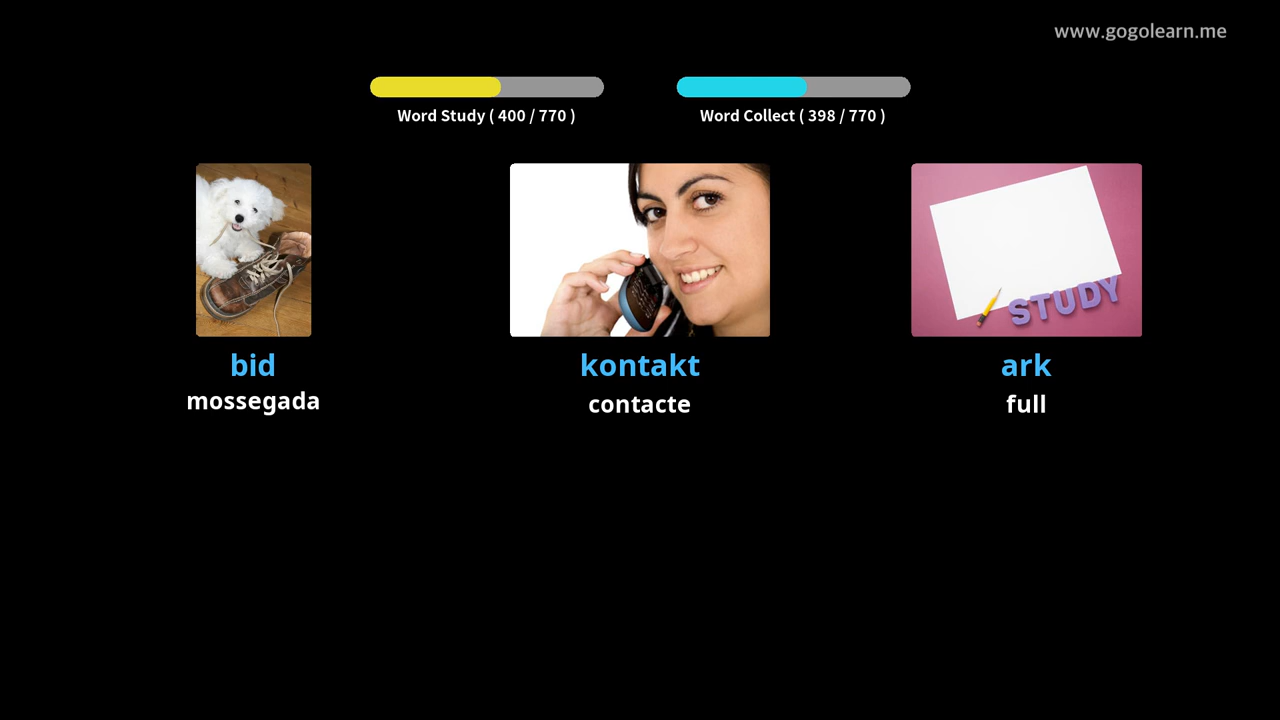 www.gogolearn.me
Word Study ( 400 / 770 )
Word Collect ( 398 / 770 )
STUDY
bid
kontakt
ark
mossegada
contacte
full